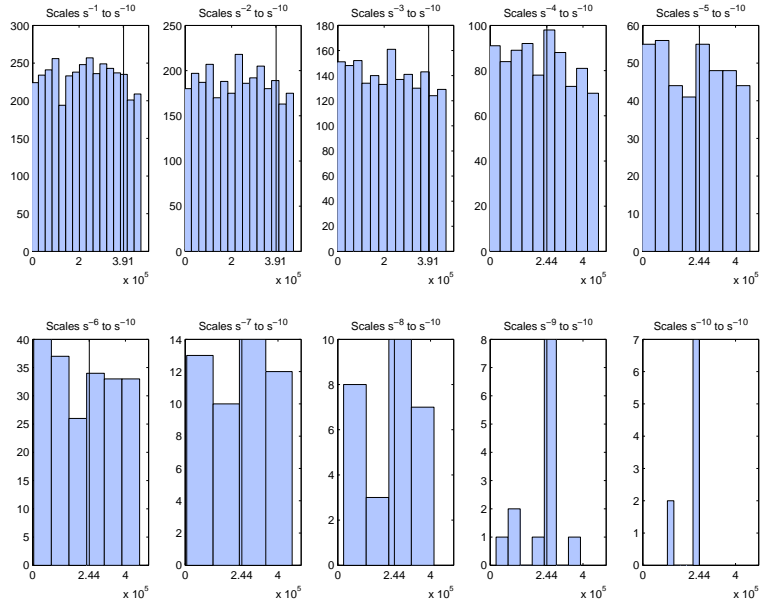 Scales s⁻¹ to s⁻¹⁰
300
250
200
150
100
50
0
0 2 3.91
x 10⁵
Scales s⁻² to s⁻¹⁰
250
200
150
100
50
0
0 2 3.91
x 10⁵
Scales s⁻³ to s⁻¹⁰
180
160
140
120
100
80
60
40
20
0
0 2 3.91
x 10⁵
Scales s⁻⁴ to s⁻¹⁰
100
80
60
40
20
0
0 2.44 4
x 10⁵
Scales s⁻⁵ to s⁻¹⁰
60
50
40
30
20
10
0
0 2.44 4
x 10⁵
Scales s⁻⁶ to s⁻¹⁰
40
35
30
25
20
15
10
5
0
0 2.44 4
x 10⁵
Scales s⁻⁷ to s⁻¹⁰
14
12
10
8
6
4
2
0
0 2.44 4
x 10⁵
Scales s⁻⁸ to s⁻¹⁰
10
8
6
4
2
0
0 2.44 4
x 10⁵
Scales s⁻⁹ to s⁻¹⁰
8
7
6
5
4
3
2
1
0
0 2.44 4
x 10⁵
Scales s⁻¹⁰ to s⁻¹⁰
7
6
5
4
3
2
1
0
0 2.44 4
x 10⁵